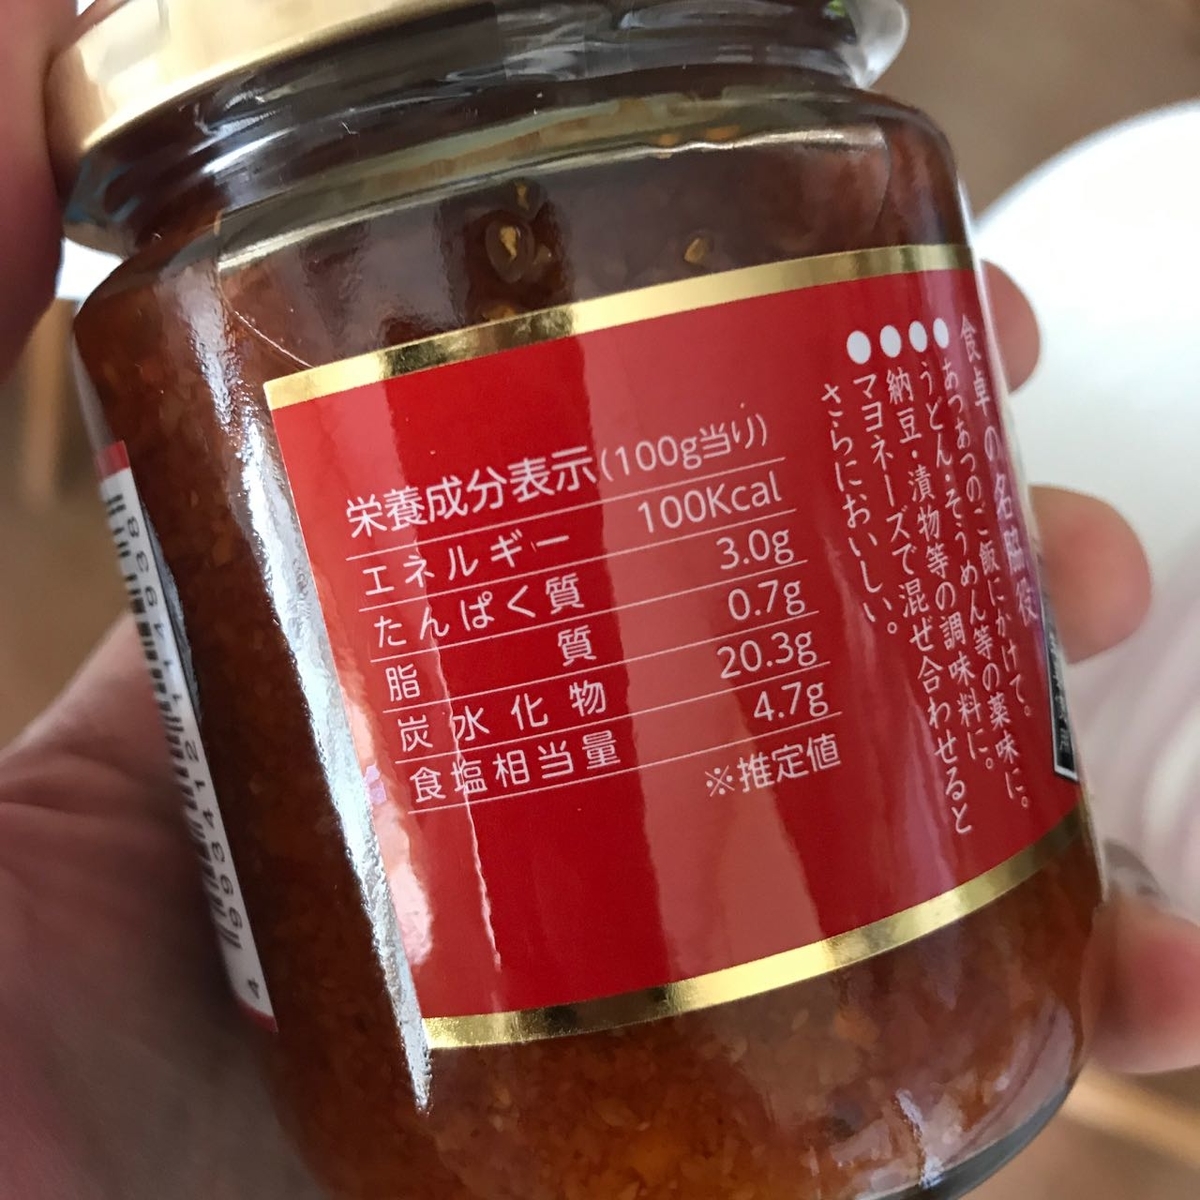 栄養成分表示(100g当り)
エネルギー 100Kcal
たんぱく質 3.0g
脂質 0.7g
炭水化物 20.3g
食塩相当量 4.7g
※推定値
食卓の名脇役
●あつあつのご飯にかけて。
●うどん・そうめん等の薬味に。
●納豆・漬物等の調味料に。
●マヨネーズで混ぜ合わせると
さらにおいしい。